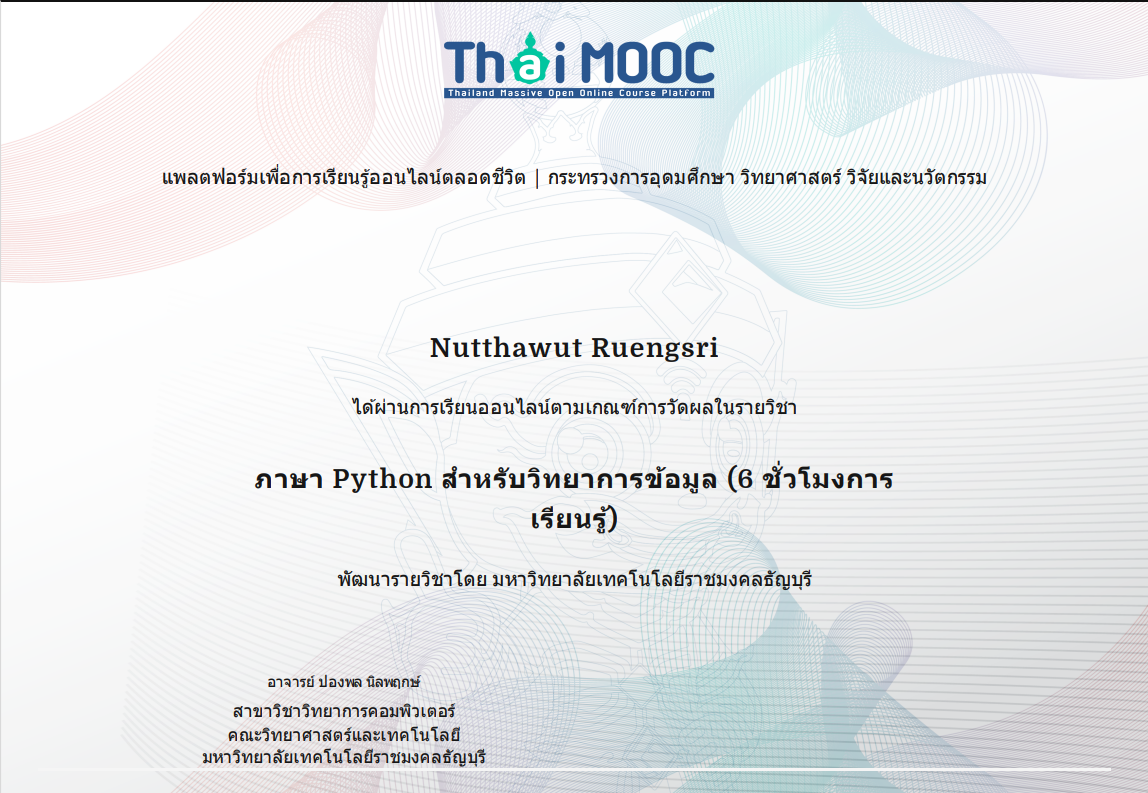 Thai MOOC
Thailand Massive Open Online Course Platform
แพลตฟอร์มเพื่อการเรียนรู้ออนไลน์ตลอดชีวิต | กระทรวงการอุดมศึกษา วิทยาศาสตร์ วิจัยและนวัตกรรม
Nutthawut Ruengsri
ได้ผ่านการเรียนออนไลน์ตามเกณฑ์การวัดผลในรายวิชา
ภาษา Python สำหรับวิทยาการข้อมูล (6 ชั่วโมงการ
เรียนรู้)
พัฒนารายวิชาโดย มหาวิทยาลัยเทคโนโลยีราชมงคลธัญบุรี
อาจารย์ ปองพล นิลพฤกษ์
สาขาวิชาวิทยาการคอมพิวเตอร์
คณะวิทยาศาสตร์และเทคโนโลยี
มหาวิทยาลัยเทคโนโลยีราชมงคลธัญบุรี